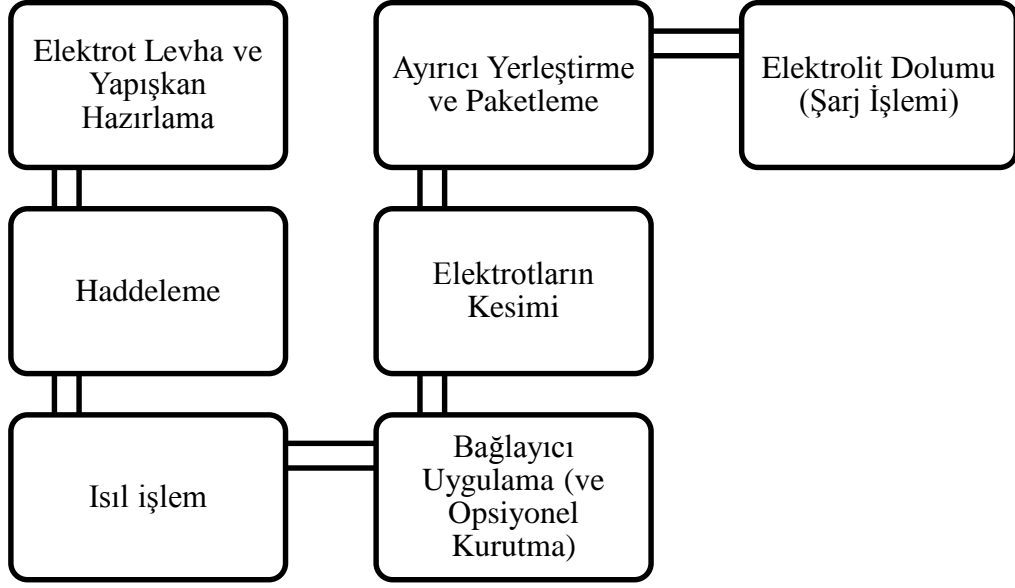 Elektrot Levha ve
Yapışkan
Hazırlama
Haddeleme
Isıl işlem
Bağlayıcı
Uygulama (ve
Opsiyonel
Kurutma)
Elektrotların
Kesimi
Ayırıcı Yerleştirme
ve Paketleme
Elektrolit Dolumu
(Şarj İşlemi)